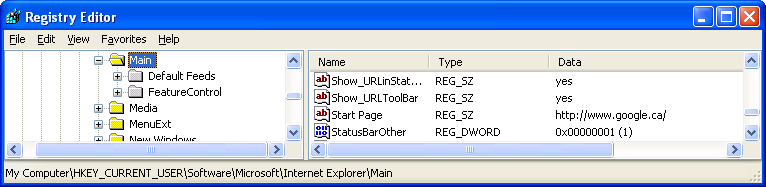 Registry Editor
File Edit View Favorites Help
Main
Default Feeds
FeatureControl
Media
MenuExt
New Windows
Name Type Data
Show_URLinStat... REG_SZ yes
Show_URLToolBar REG_SZ yes
Start Page REG_SZ http://www.google.ca/
StatusBarOther REG_DWORD 0x00000001 (1)
My Computer\HKEY_CURRENT_USER\Software\Microsoft\Internet Explorer\Main